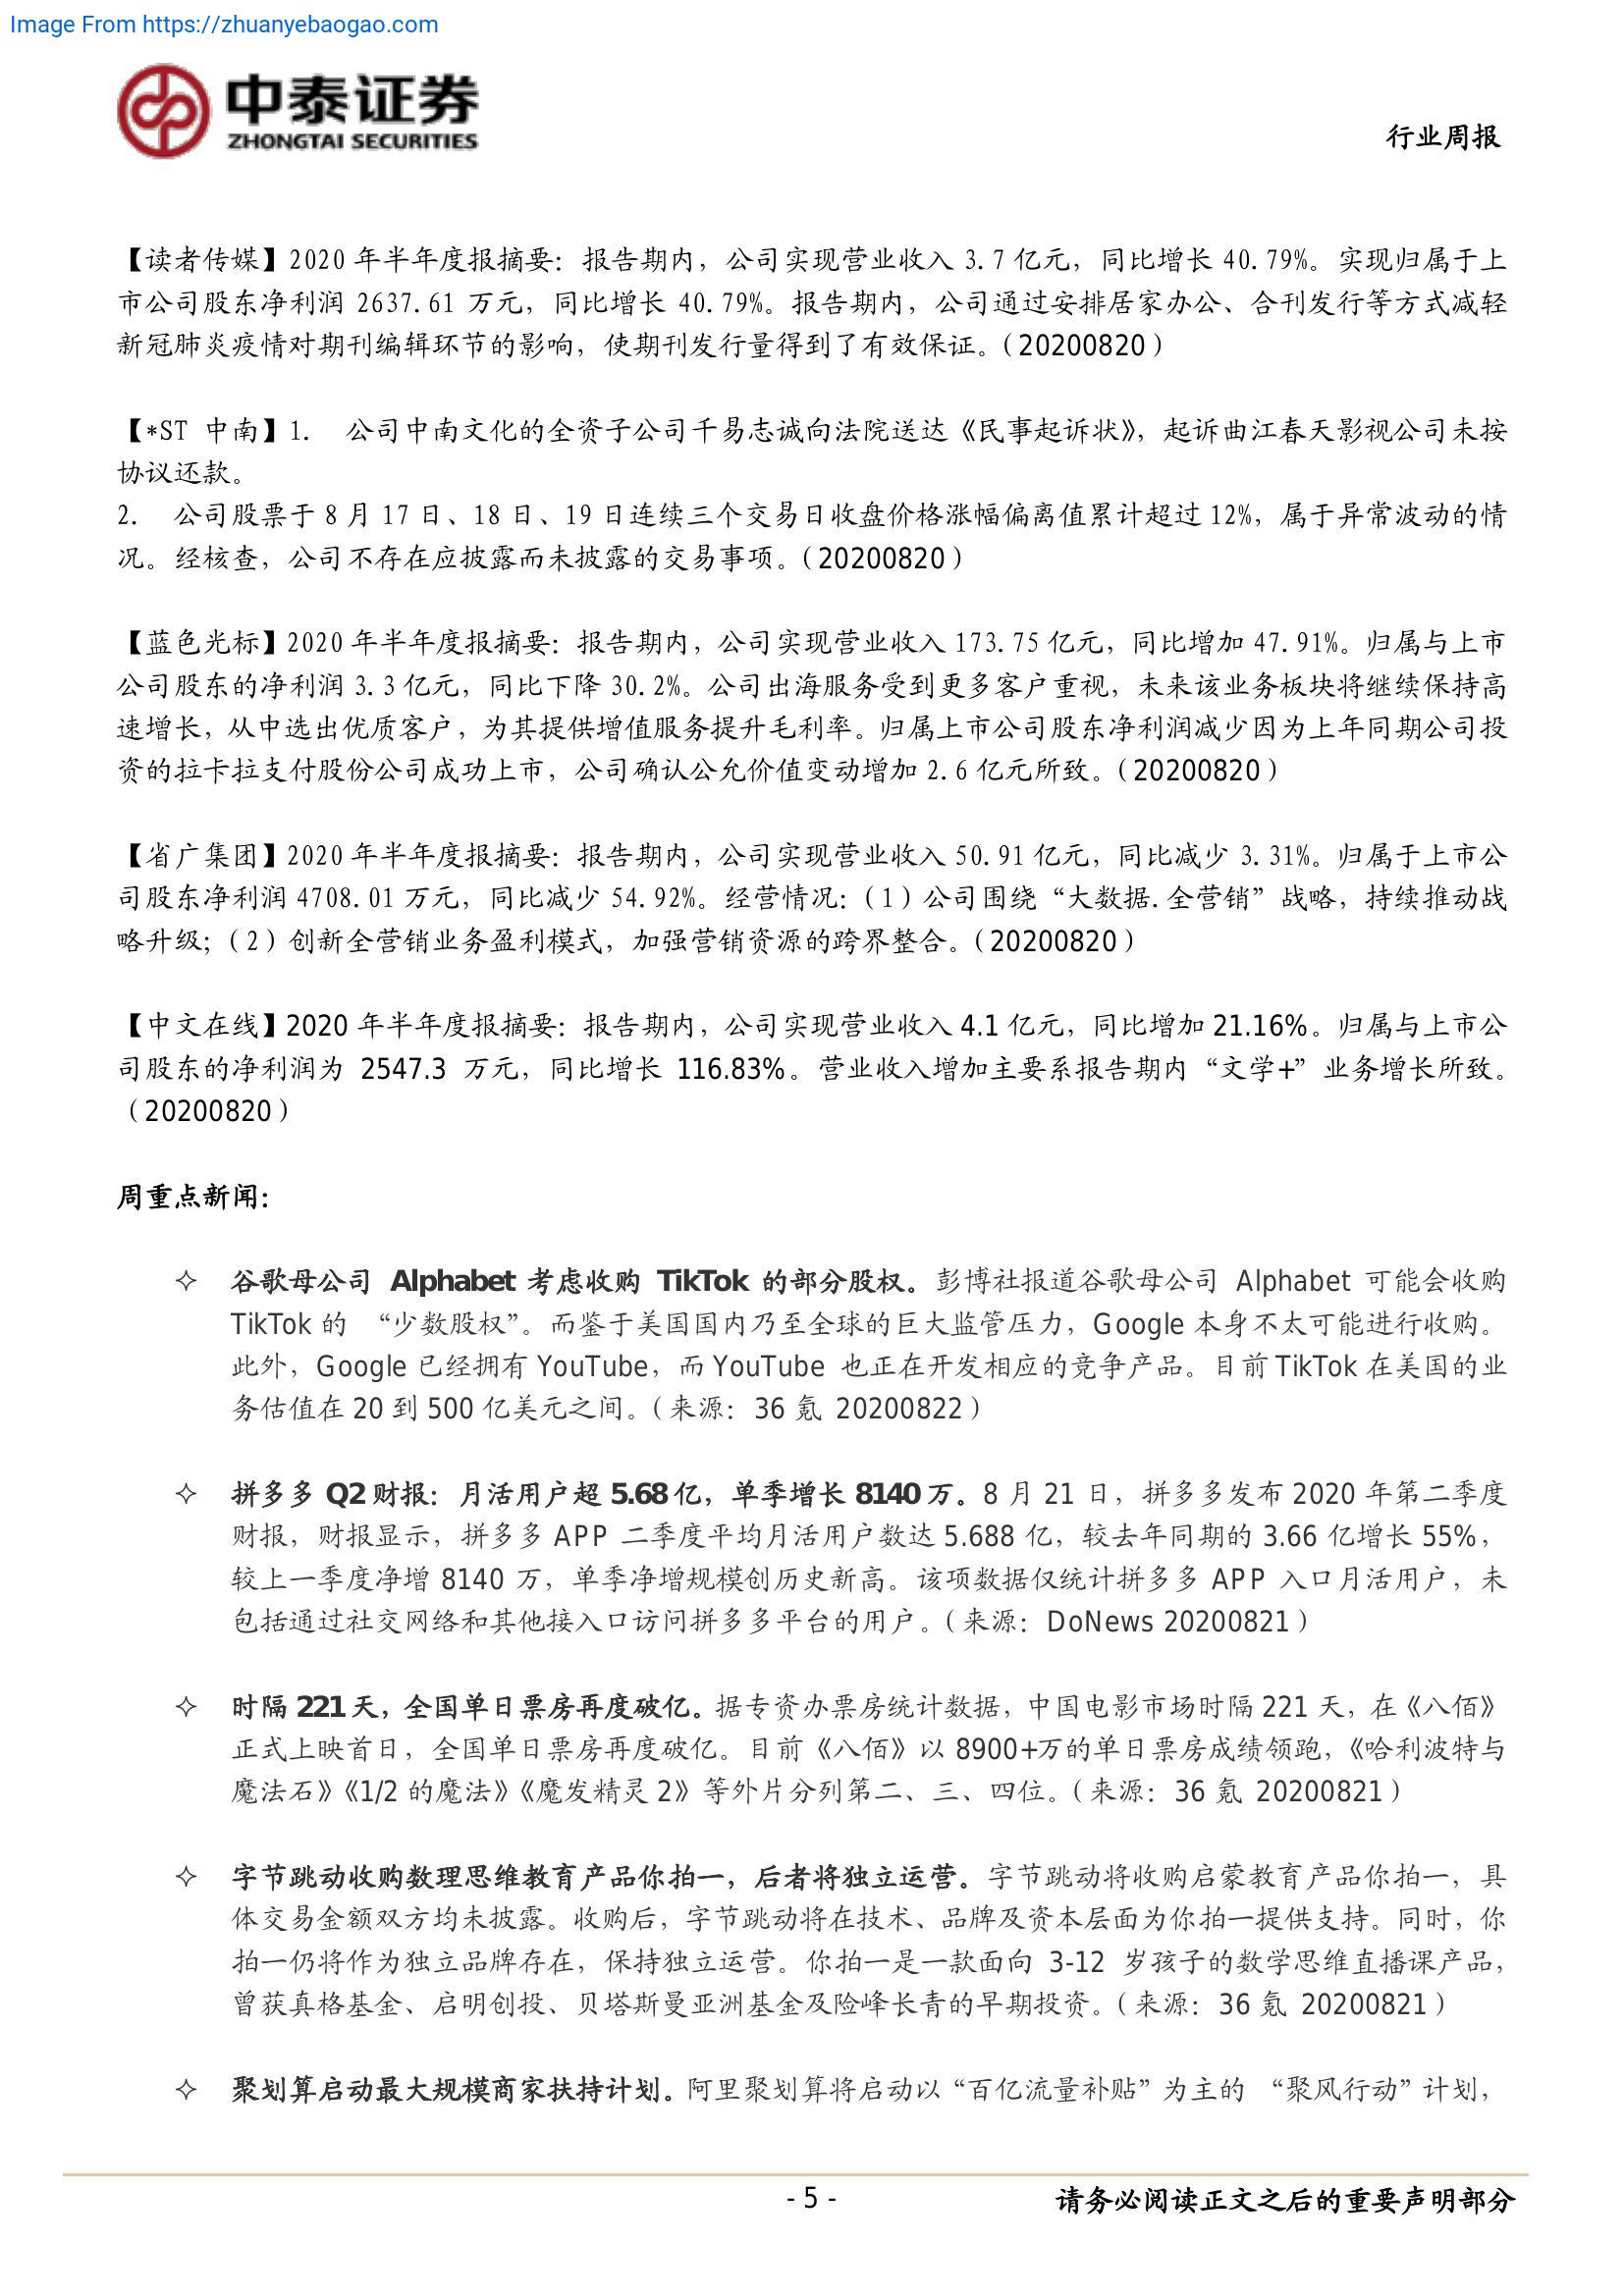 Image From https://zhuanyebaogao.com
中泰证券
ZHONGTAI SECURITIES
行业周报
【读者传媒】2020 年半年度报摘要：报告期内，公司实现营业收入 3.7 亿元，同比增长 40.79%。实现归属于上
市公司股东净利润 2637.61 万元，同比增长 40.79%。报告期内，公司通过安排居家办公、合刊发行等方式减轻
新冠肺炎疫情对期刊编辑环节的影响，使期刊发行量得到了有效保证。（20200820）
【*ST 中南】1. 公司中南文化的全资子公司千易志诚向法院送达《民事起诉状》，起诉曲江春天影视公司未按
协议还款。
2. 公司股票于 8 月 17 日、18 日、19 日连续三个交易日收盘价格涨幅偏离值累计超过 12%，属于异常波动的情
况。经核查，公司不存在应披露而未披露的交易事项。（20200820）
【蓝色光标】2020 年半年度报摘要：报告期内，公司实现营业收入 173.75 亿元，同比增加 47.91%。归属与上市
公司股东的净利润 3.3 亿元，同比下降 30.2%。公司出海服务受到更多客户重视，未来该业务板块将继续保持高
速增长，从中选出优质客户，为其提供增值服务提升毛利率。归属上市公司股东净利润减少因为上年同期公司投
资的拉卡拉支付股份公司成功上市，公司确认公允价值变动增加 2.6 亿元所致。（20200820）
【省广集团】2020 年半年度报摘要：报告期内，公司实现营业收入 50.91 亿元，同比减少 3.31%。归属于上市公
司股东净利润 4708.01 万元，同比减少 54.92%。经营情况：（1）公司围绕“大数据.全营销”战略，持续推动战
略升级；（2）创新全营销业务盈利模式，加强营销资源的跨界整合。（20200820）
【中文在线】2020 年半年度报摘要：报告期内，公司实现营业收入 4.1 亿元，同比增加 21.16%。归属与上市公
司股东的净利润为 2547.3 万元，同比增长 116.83%。营业收入增加主要系报告期内“文学+”业务增长所致。
（20200820）
周重点新闻：
✧ 谷歌母公司 Alphabet 考虑收购 TikTok 的部分股权。彭博社报道谷歌母公司 Alphabet 可能会收购
TikTok 的 “少数股权”。而鉴于美国国内乃至全球的巨大监管压力，Google 本身不太可能进行收购。
此外，Google 已经拥有 YouTube，而 YouTube 也正在开发相应的竞争产品。目前 TikTok 在美国的业
务估值在 20 到 500 亿美元之间。（来源：36 氪 20200822）
✧ 拼多多 Q2 财报：月活用户超 5.68 亿，单季增长 8140 万。8 月 21 日，拼多多发布 2020 年第二季度
财报，财报显示，拼多多 APP 二季度平均月活用户数达 5.688 亿，较去年同期的 3.66 亿增长 55%，
较上一季度净增 8140 万，单季净增规模创历史新高。该项数据仅统计拼多多 APP 入口月活用户，未
包括通过社交网络和其他接入口访问拼多多平台的用户。（来源：DoNews 20200821）
✧ 时隔 221 天，全国单日票房再度破亿。据专资办票房统计数据，中国电影市场时隔 221 天，在《八佰》
正式上映首日，全国单日票房再度破亿。目前《八佰》以 8900+万的单日票房成绩领跑，《哈利波特与
魔法石》《1/2 的魔法》《魔发精灵 2》等外片分列第二、三、四位。（来源：36 氪 20200821）
✧ 字节跳动收购数理思维教育产品你拍一，后者将独立运营。字节跳动将收购启蒙教育产品你拍一，具
体交易金额双方均未披露。收购后，字节跳动将在技术、品牌及资本层面为你拍一提供支持。同时，你
拍一仍将作为独立品牌存在，保持独立运营。你拍一是一款面向 3-12 岁孩子的数学思维直播课产品，
曾获真格基金、启明创投、贝塔斯曼亚洲基金及险峰长青的早期投资。（来源：36 氪 20200821）
✧ 聚划算启动最大规模商家扶持计划。阿里聚划算将启动以“百亿流量补贴”为主的 “聚风行动”计划，
- 5 -
请务必阅读正文之后的重要声明部分